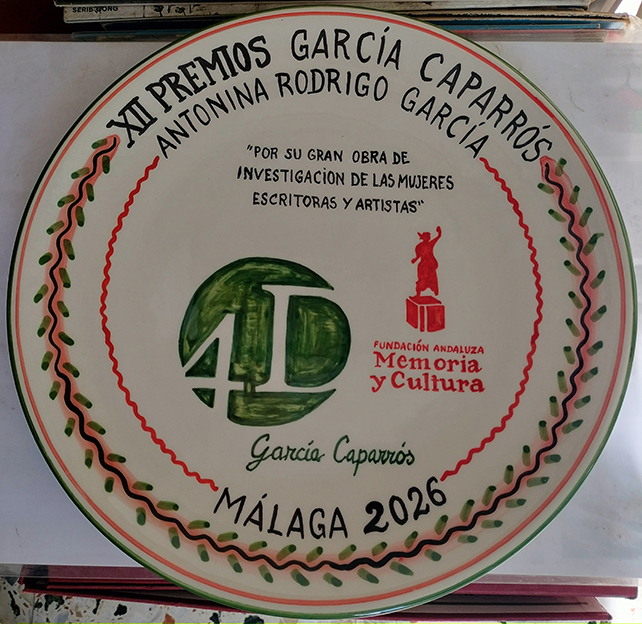 SERIE
XII PREMIOS GARCÍA CAPARRÓS
ANTONINA RODRIGO GARCÍA
"POR SU GRAN OBRA DE
INVESTIGACION DE LAS MUJERES
ESCRITORAS Y ARTISTAS"
4D
FUNDACIÓN ANDALUZA
Memoria
y Cultura
García Caparrós
MÁLAGA 2026